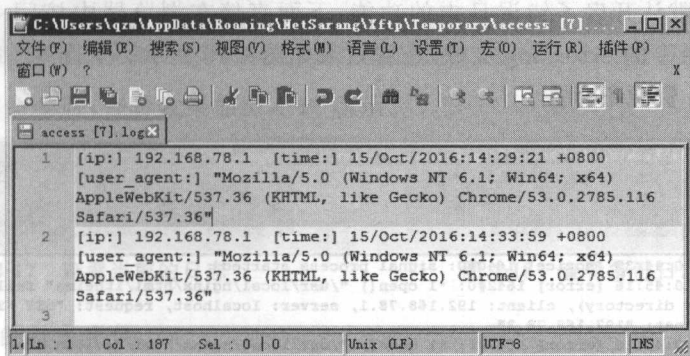 C:\Users\qzm\AppData\Roaming\NetSarang\Xftp\Temporary\access [7]....
文件(F) 编辑(E) 搜索(S) 视图(V) 格式(M) 语言(L) 设置(T) 宏(O) 运行(R) 插件(P)
窗口(W) ? X
access [7].log
1 [ip:] 192.168.78.1 [time:] 15/Oct/2016:14:29:21 +0800
[user_agent:] "Mozilla/5.0 (Windows NT 6.1; Win64; x64)
AppleWebKit/537.36 (KHTML, like Gecko) Chrome/53.0.2785.116
Safari/537.36"
2 [ip:] 192.168.78.1 [time:] 15/Oct/2016:14:33:59 +0800
[user_agent:] "Mozilla/5.0 (Windows NT 6.1; Win64; x64)
AppleWebKit/537.36 (KHTML, like Gecko) Chrome/53.0.2785.116
Safari/537.36"
3
Ln : 1 Col : 187 Sel : 0 | 0 Unix (LF) UTF-8 INS